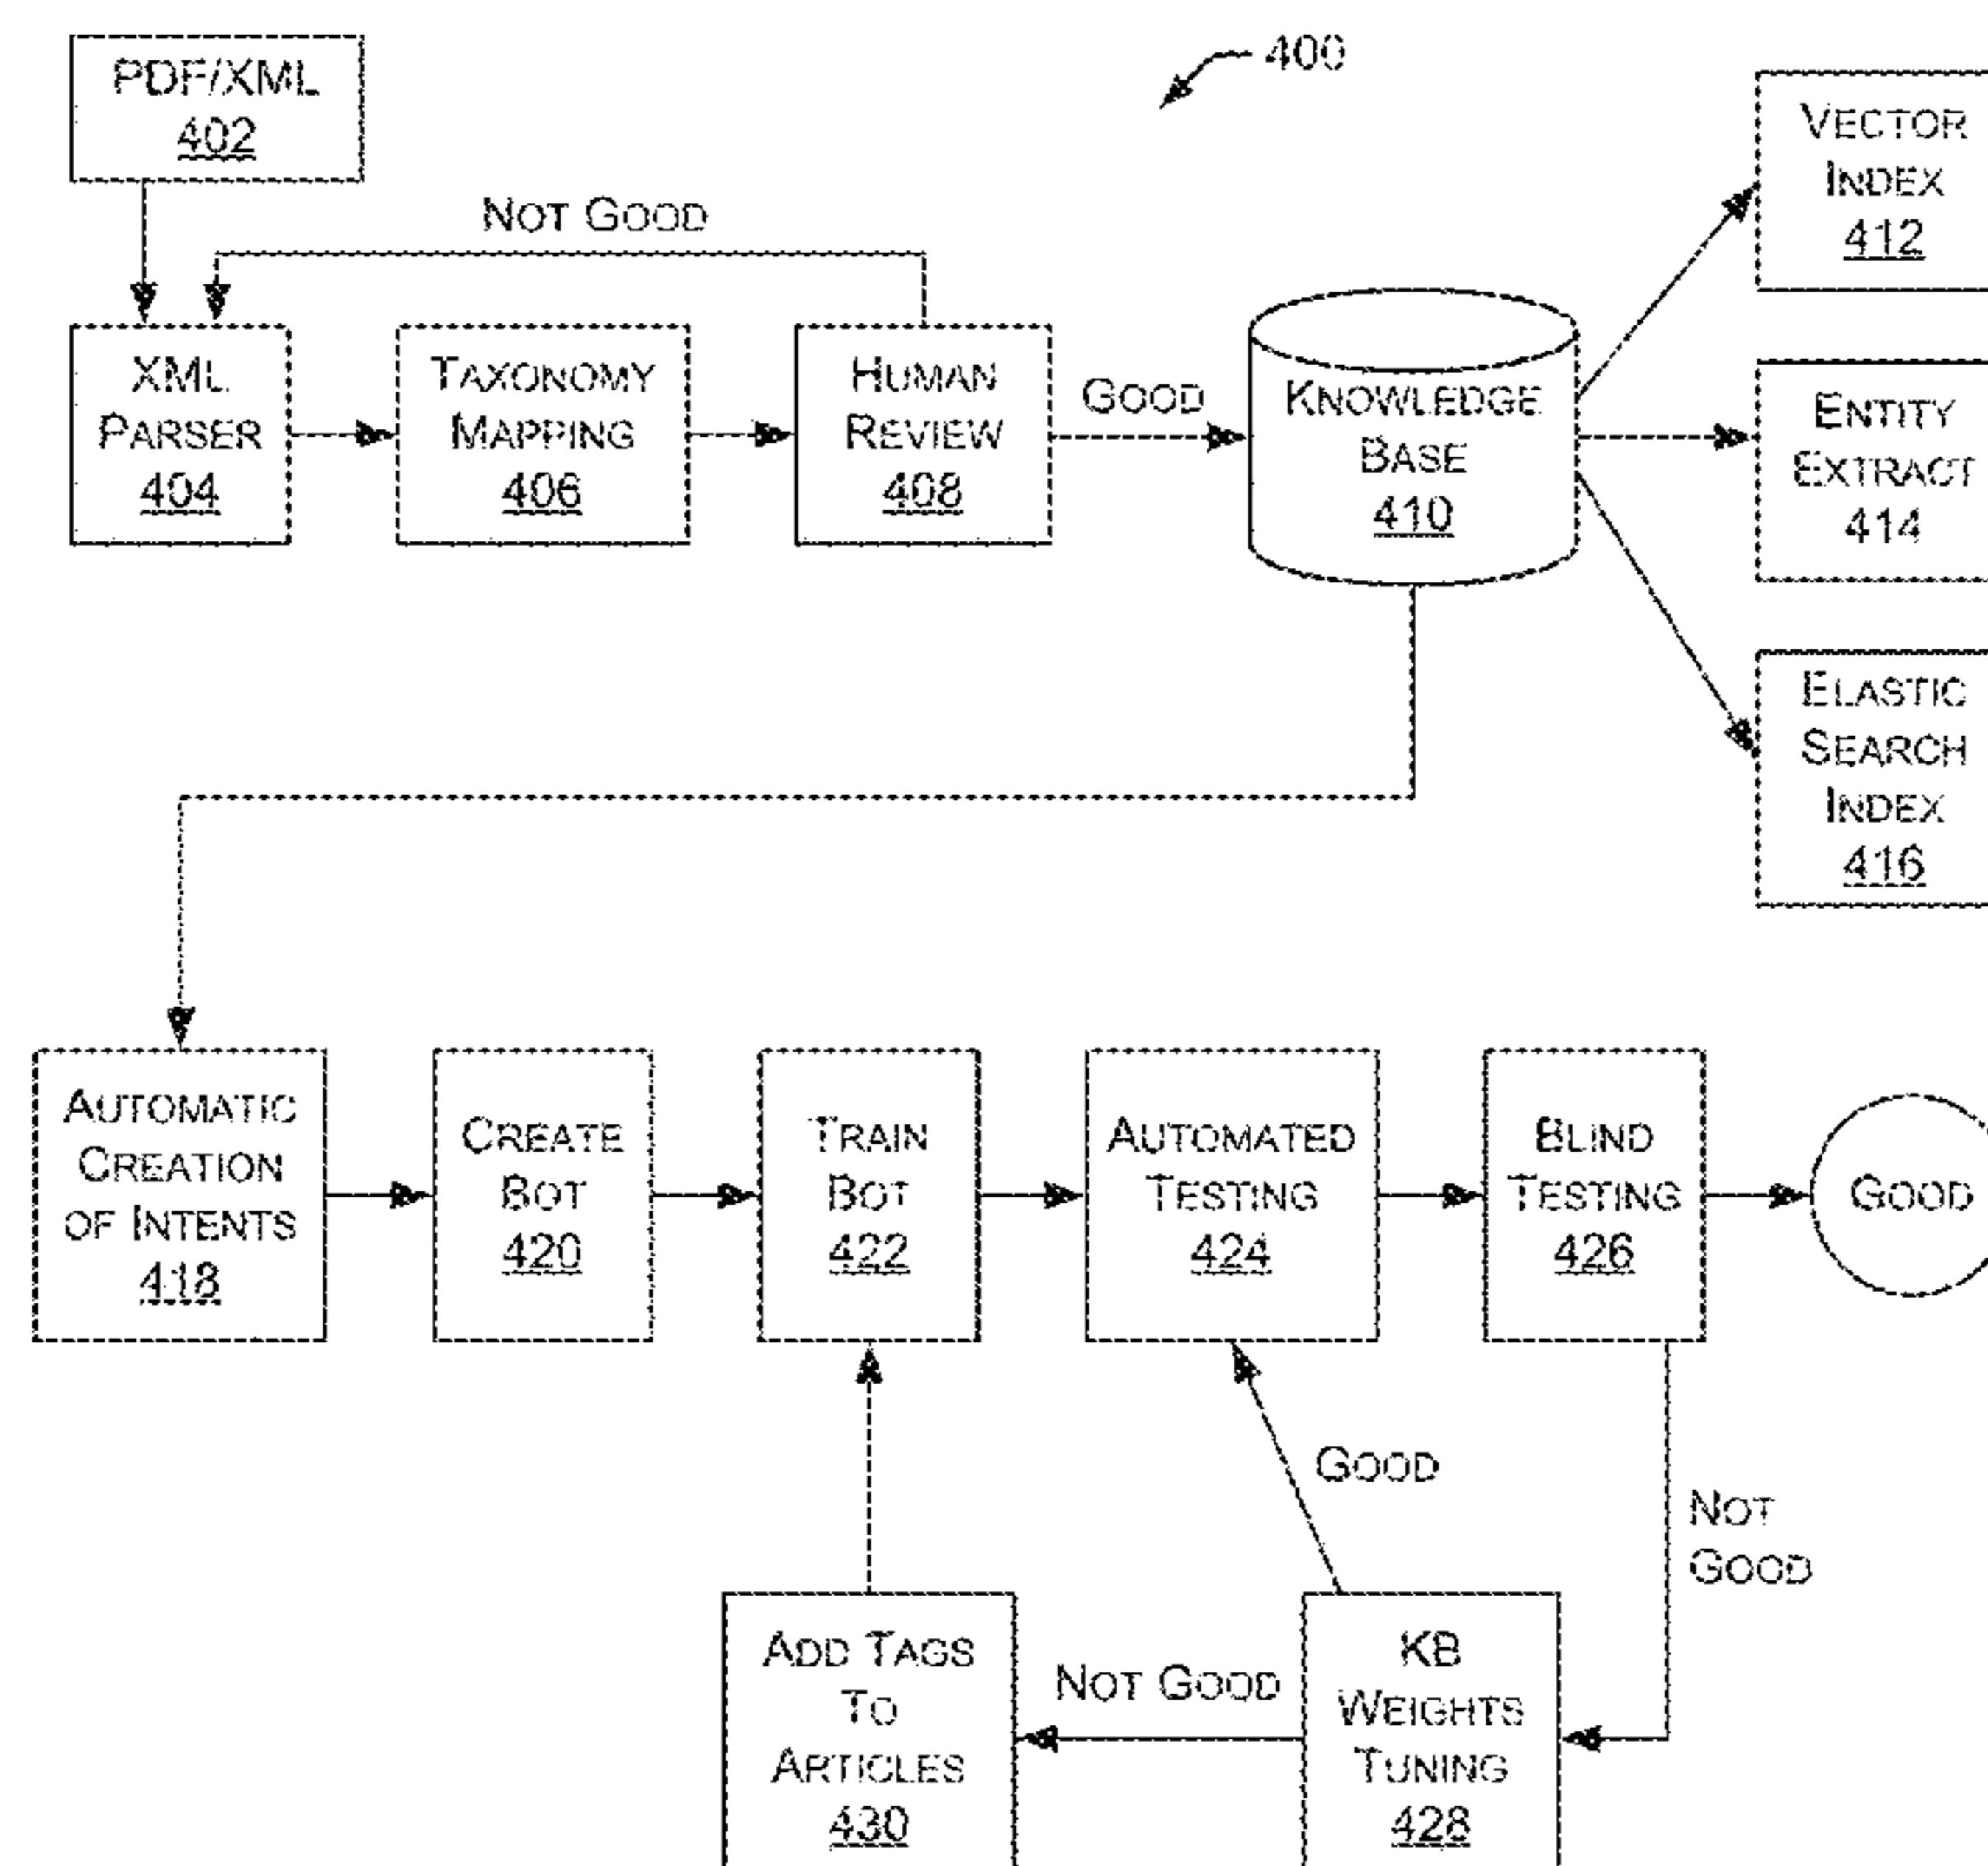 PDF/XML
402
400
VECTOR
INDEX
412
NOT GOOD
XML
PARSER
404
TAXONOMY
MAPPING
406
HUMAN
REVIEW
408
GOOD
KNOWLEDGE
BASE
410
ENTITY
EXTRACT
414
ELASTIC
SEARCH
INDEX
416
AUTOMATIC
CREATION
OF INTENTS
418
CREATE
BOT
420
TRAIN
BOT
422
AUTOMATED
TESTING
424
BLIND
TESTING
426
GOOD
GOOD
NOT
GOOD
ADD TAGS
TO
ARTICLES
430
NOT GOOD
KB
WEIGHTS
TUNING
428